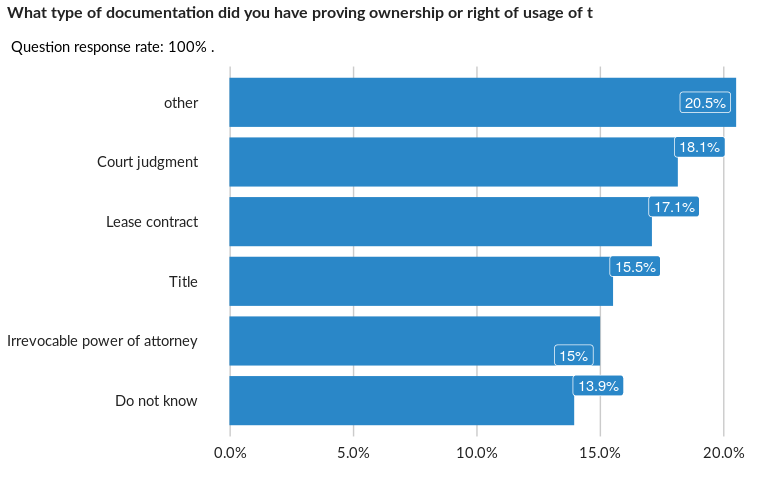 What type of documentation did you have proving ownership or right of usage of t
Question response rate: 100% .
other
20.5%
Court judgment
18.1%
Lease contract
17.1%
Title
15.5%
Irrevocable power of attorney
15%
Do not know
13.9%
0.0% 5.0% 10.0% 15.0% 20.0%